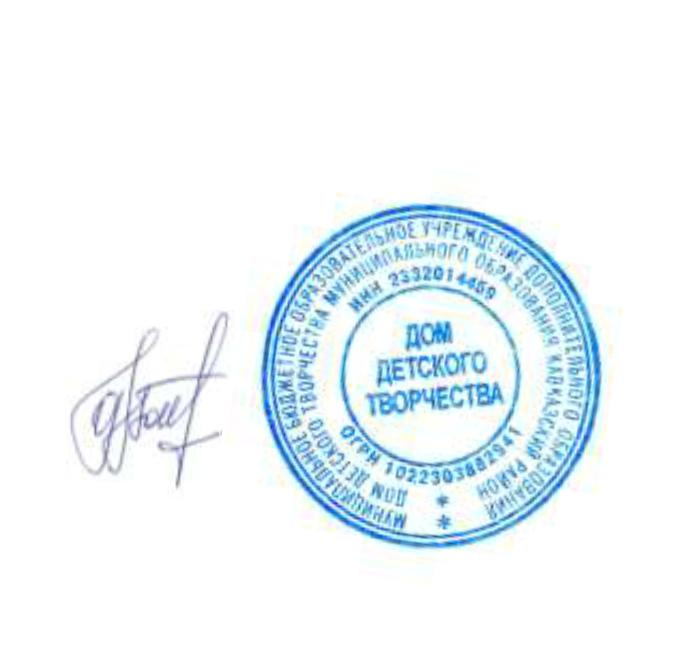 МУНИЦИПАЛЬНОЕ БЮДЖЕТНОЕ ОБРАЗОВАТЕЛЬНОЕ УЧРЕЖДЕНИЕ ДОПОЛНИТЕЛЬНОГО ОБРАЗОВАНИЯ
ДОМ ДЕТСКОГО ТВОРЧЕСТВА МУНИЦИПАЛЬНОГО ОБРАЗОВАНИЯ КАВКАЗСКИЙ РАЙОН
ИНН 2332014459
ДОМ
ДЕТСКОГО
ТВОРЧЕСТВА
ОГРН 1022303882941
* *